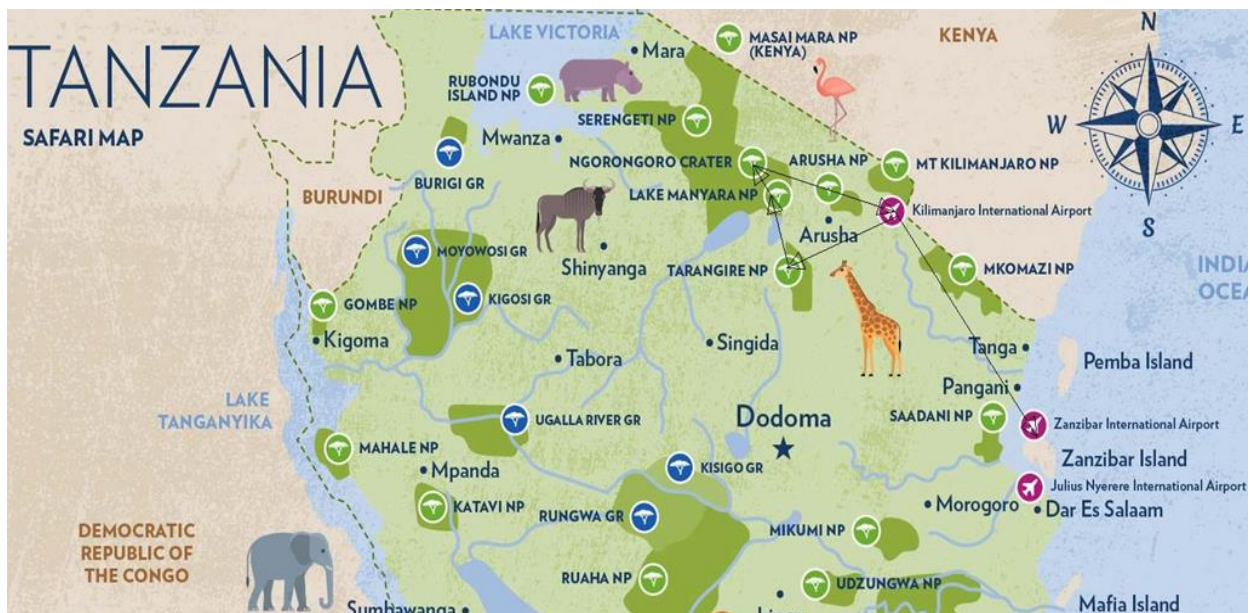 TANZANIA
SAFARI MAP
LAKE VICTORIA
Mara
MASAI MARA NP
(KENYA)
KENYA
N
W
E
S
RUBONDU
ISLAND NP
SERENGETI NP
Mwanza
NGORONGORO CRATER
ARUSHA NP
MT KILIMANJARO NP
BURIGI GR
LAKE MANYARA NP
Kilimanjaro International Airport
BURUNDI
Arusha
MOYOWOSI GR
Shinyanga
TARANGIRE NP
MKOMAZI NP
INDIA
OCEA
GOMBE NP
KIGOSI GR
Kigoma
Tabora
Singida
Tanga
Pemba Island
Pangani
LAKE
TANGANYIKA
UGALLA RIVER GR
Dodoma
SAADANI NP
Zanzibar International Airport
MAHALE NP
Mpanda
KISIGO GR
Zanzibar Island
Julius Nyerere International Airport
KATAVI NP
RUNGWA GR
Morogoro
Dar Es Salaam
DEMOCRATIC
REPUBLIC OF
THE CONGO
MIKUMI NP
RUAHA NP
UDZUNGWA NP
Sumbawanga
Mafia Island